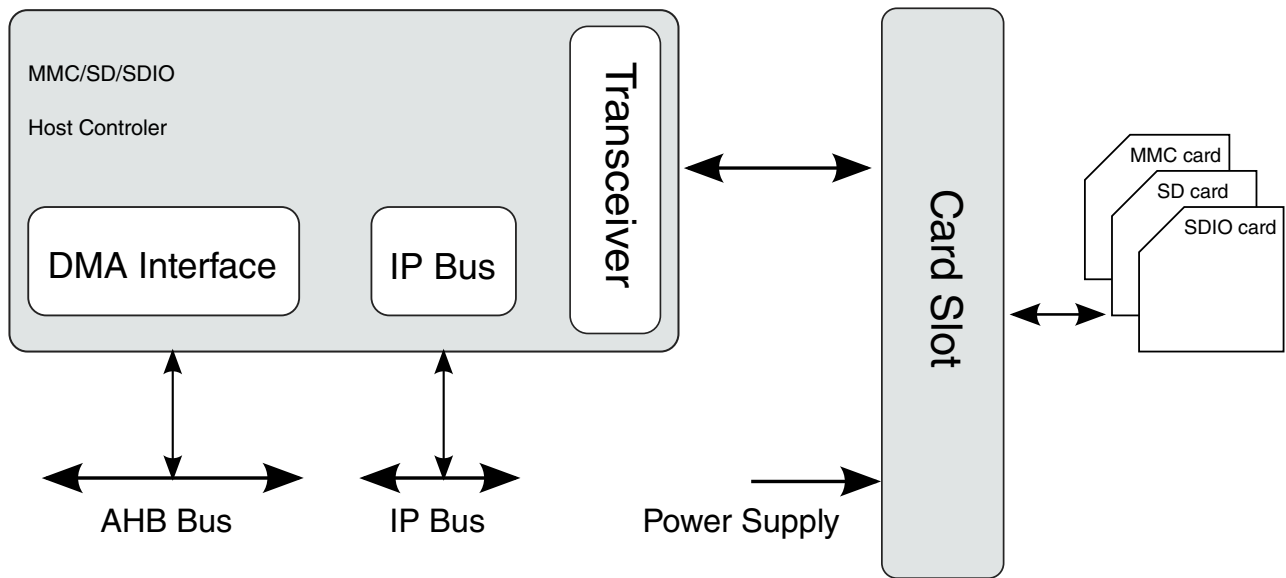 MMC/SD/SDIO
Host Controler
Transceiver
DMA Interface
IP Bus
AHB Bus
IP Bus
Power Supply
Card Slot
MMC card
SD card
SDIO card